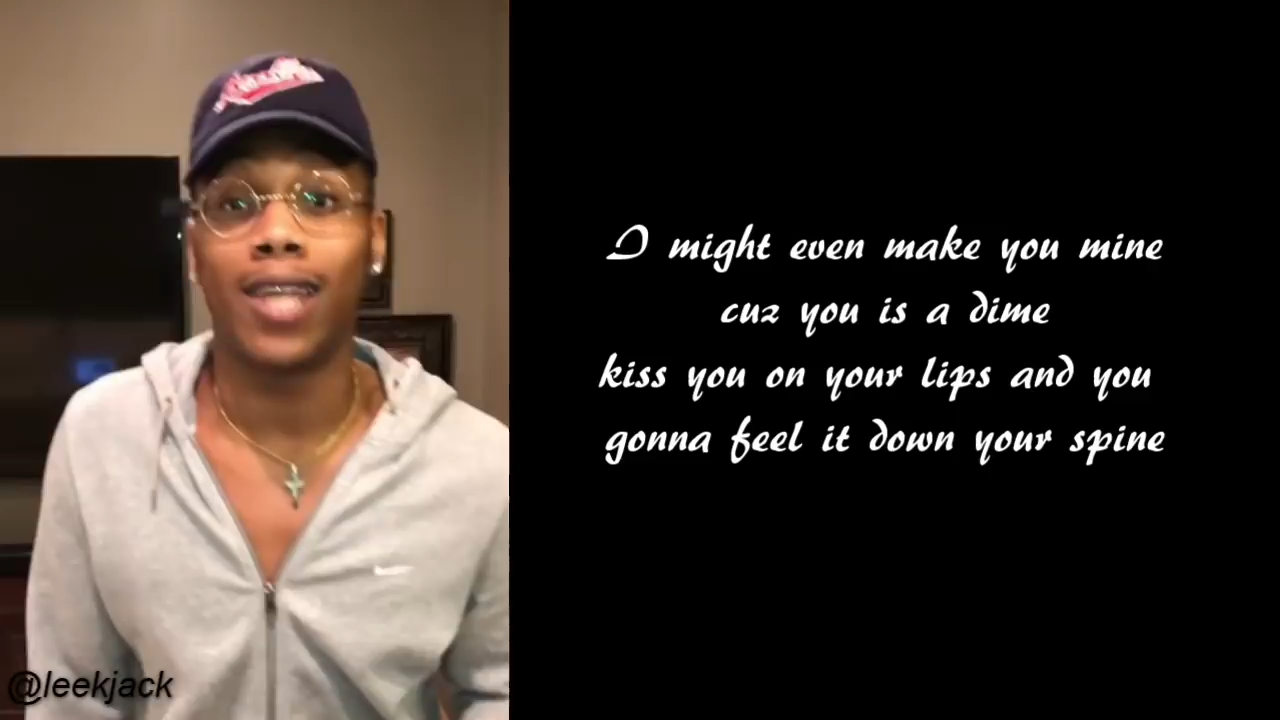 I might even make you mine
cuz you is a dime
kiss you on your lips and you
gonna feel it down your spine
@leekjack